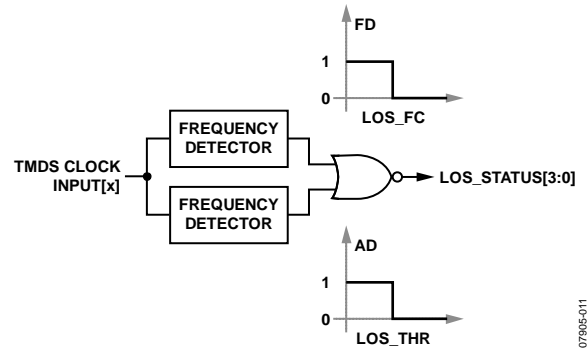 FD
1
0
LOS_FC
FREQUENCY
DETECTOR
TMDS CLOCK
INPUT[x]
LOS_STATUS[3:0]
FREQUENCY
DETECTOR
AD
1
0
LOS_THR
07905-011